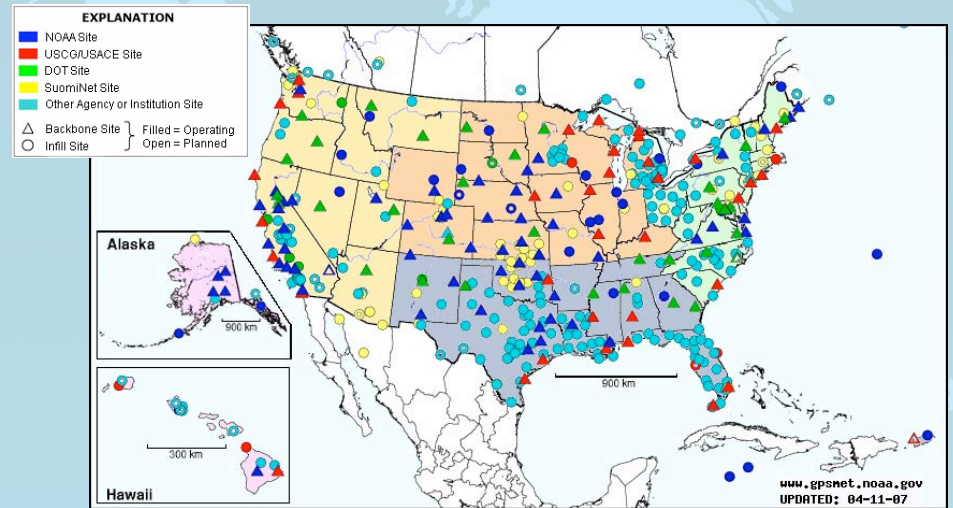 EXPLANATION
NOAA Site
USCG/USACE Site
DOT Site
SuomiNet Site
Other Agency or Institution Site
Backbone Site
Infill Site
Filled = Operating
Open = Planned
Alaska
900 km
300 km
Hawaii
900 km
www.gpsmet.noaa.gov
UPDATED: 04-11-07